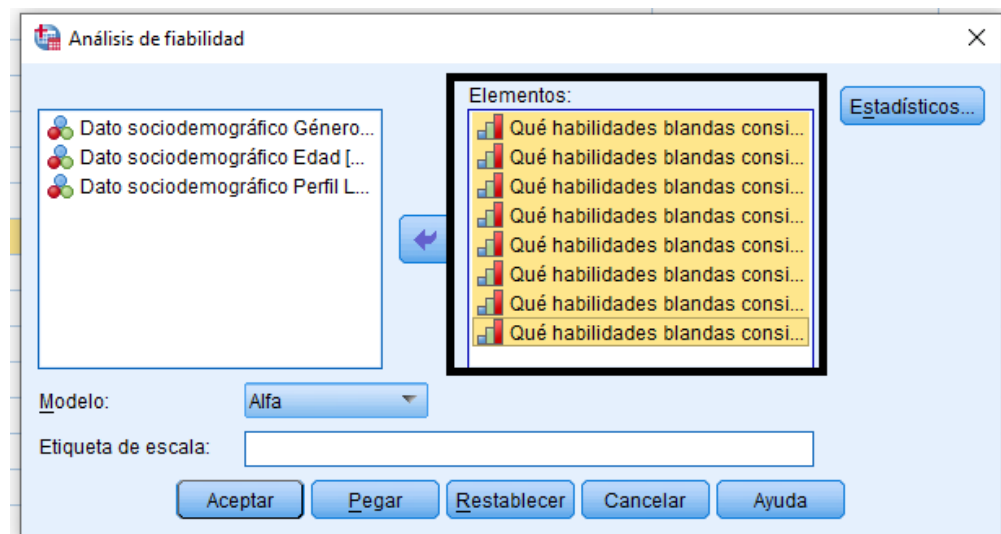 Análisis de fiabilidad
Elementos:
Estadísticos...
Dato sociodemográfico Género...
Dato sociodemográfico Edad [...
Dato sociodemográfico Perfil L...
Qué habilidades blandas consi...
Qué habilidades blandas consi...
Qué habilidades blandas consi...
Qué habilidades blandas consi...
Qué habilidades blandas consi...
Qué habilidades blandas consi...
Qué habilidades blandas consi...
Qué habilidades blandas consi...
Modelo: Alfa
Etiqueta de escala:
Aceptar Pegar Restablecer Cancelar Ayuda